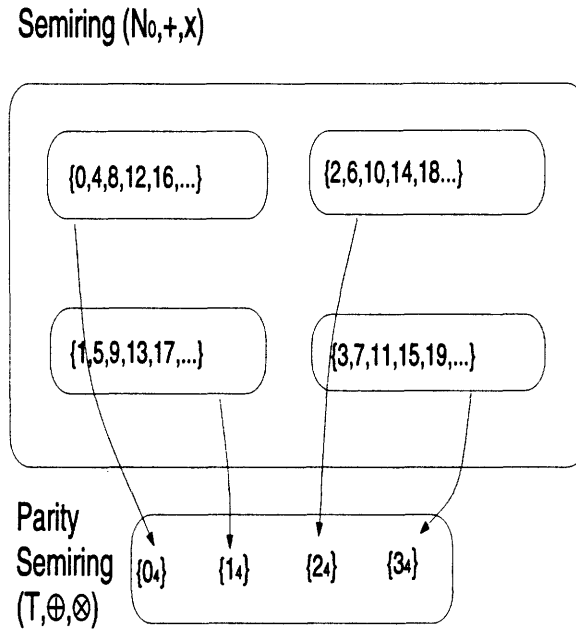 Semiring (N₀,+,x)
{0,4,8,12,16,...}
{2,6,10,14,18...}
{1,5,9,13,17,...}
{3,7,11,15,19,...}
Parity
Semiring
(T,⊕,⊗)
{0₄}
{1₄}
{2₄}
{3₄}